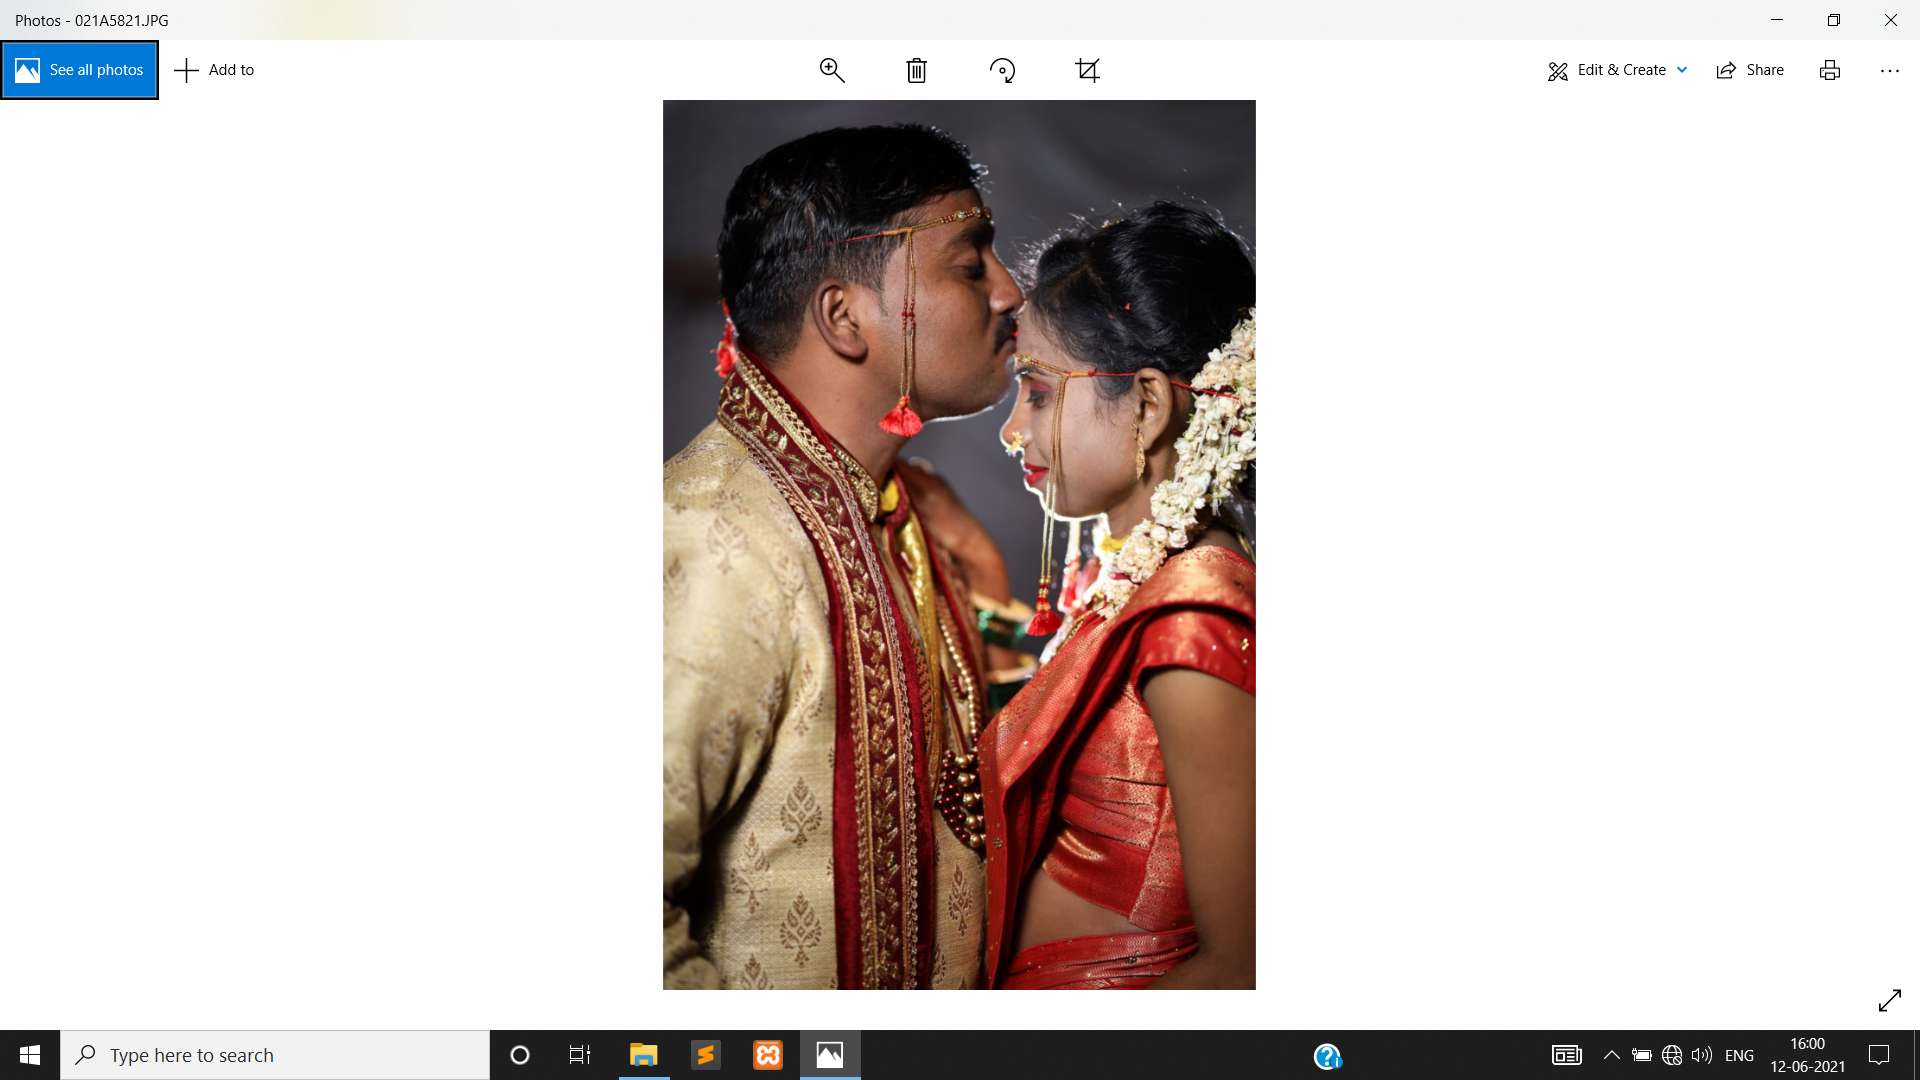 Photos - 021A5821.JPG
See all photos
Add to
Edit & Create
Share
Type here to search
ENG
16:00
12-06-2021